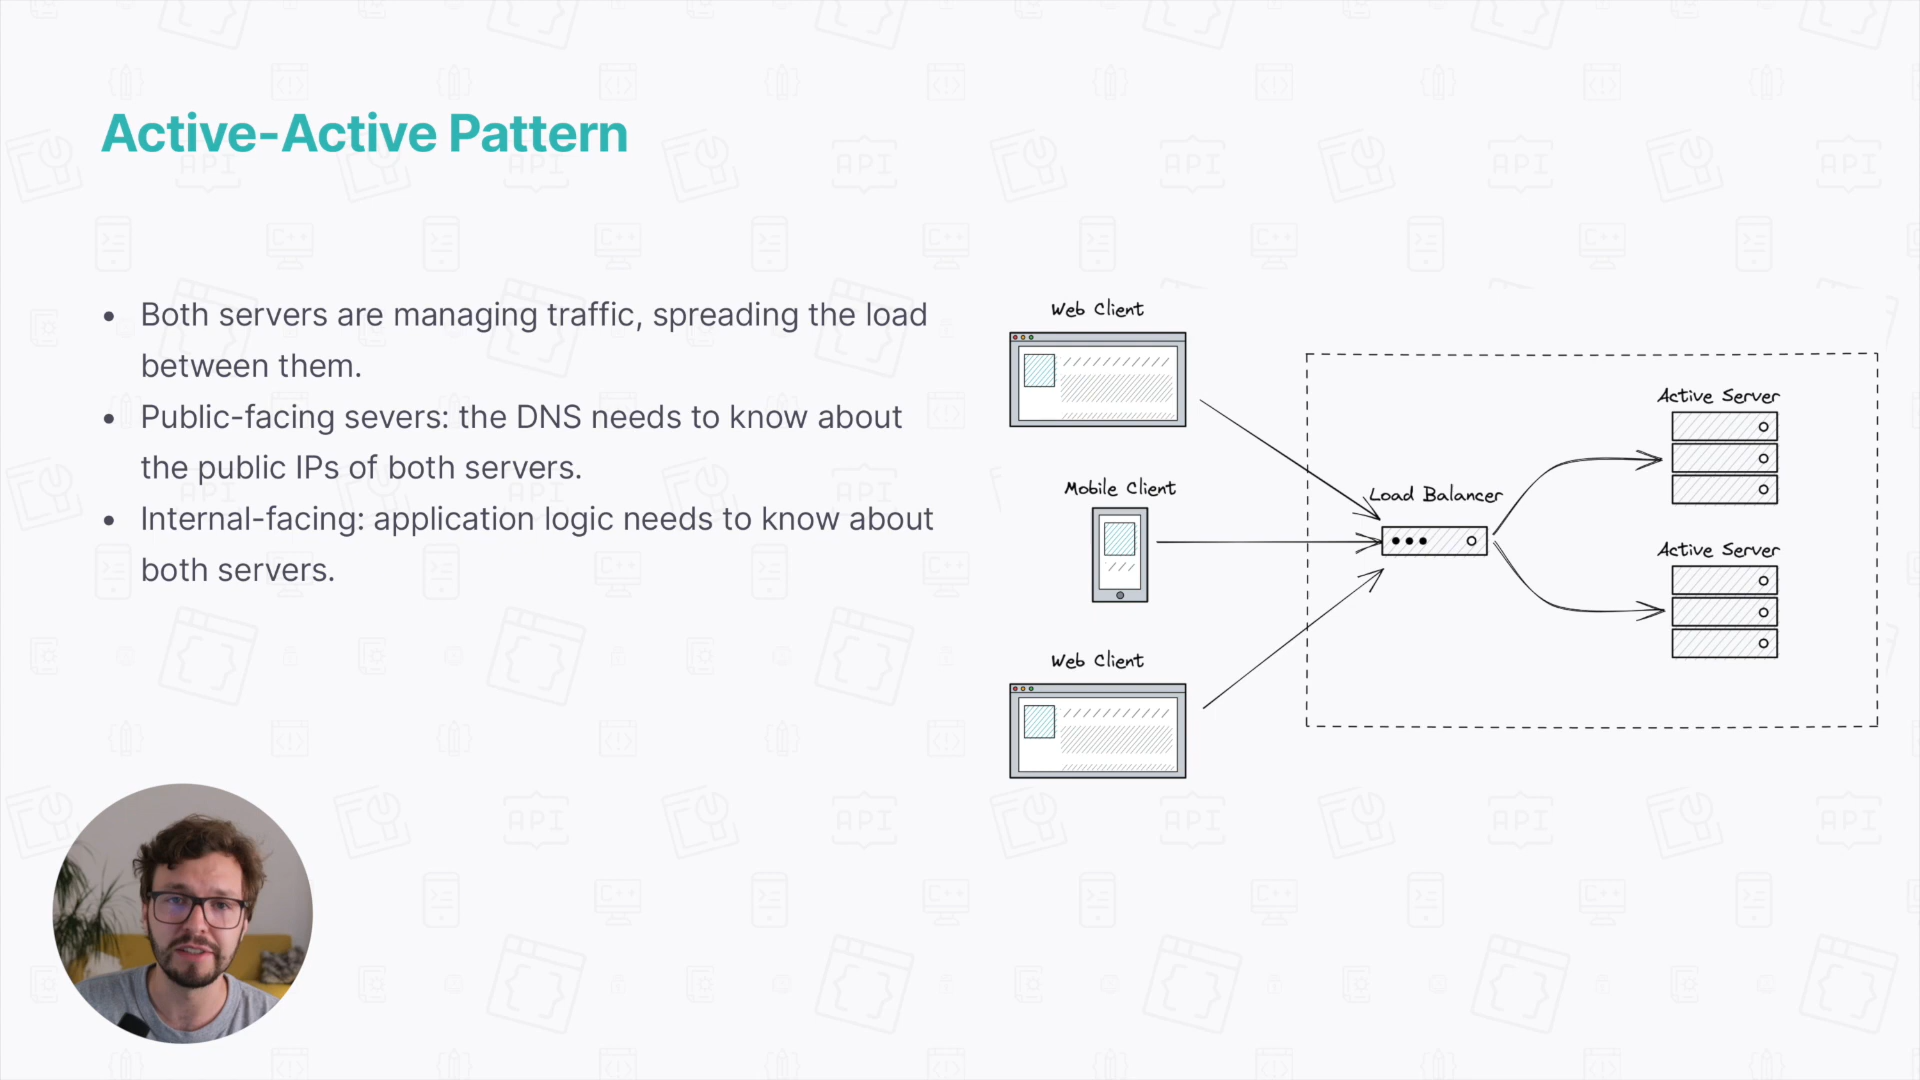 Active-Active Pattern
• Both servers are managing traffic, spreading the load
between them.
• Public-facing severs: the DNS needs to know about
the public IPs of both servers.
• Internal-facing: application logic needs to know about
both servers.
Web Client
Mobile Client
Web Client
Load Balancer
Active Server
Active Server
API
C++